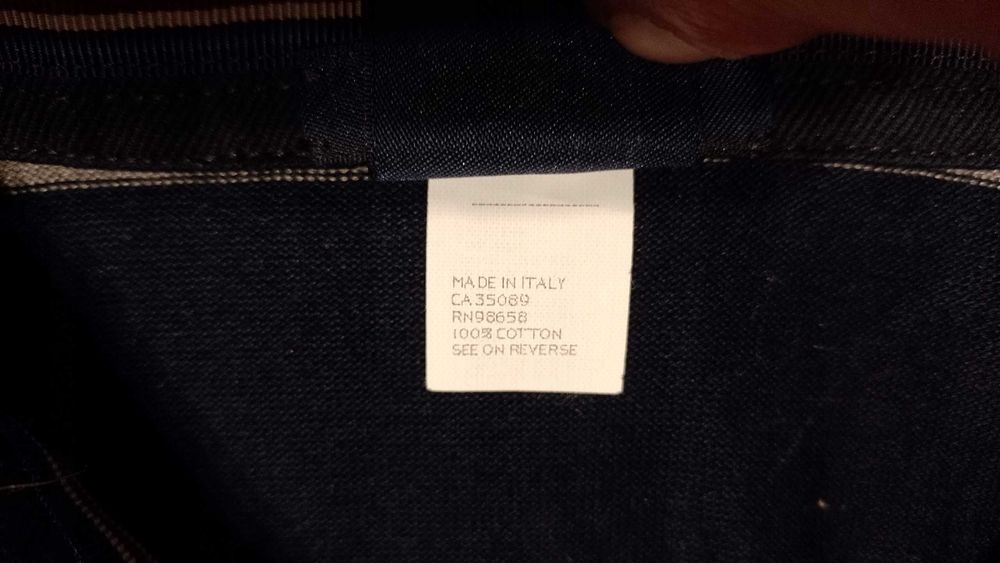 MADE IN ITALY
CA35089
RN98658
100% COTTON
SEE ON REVERSE